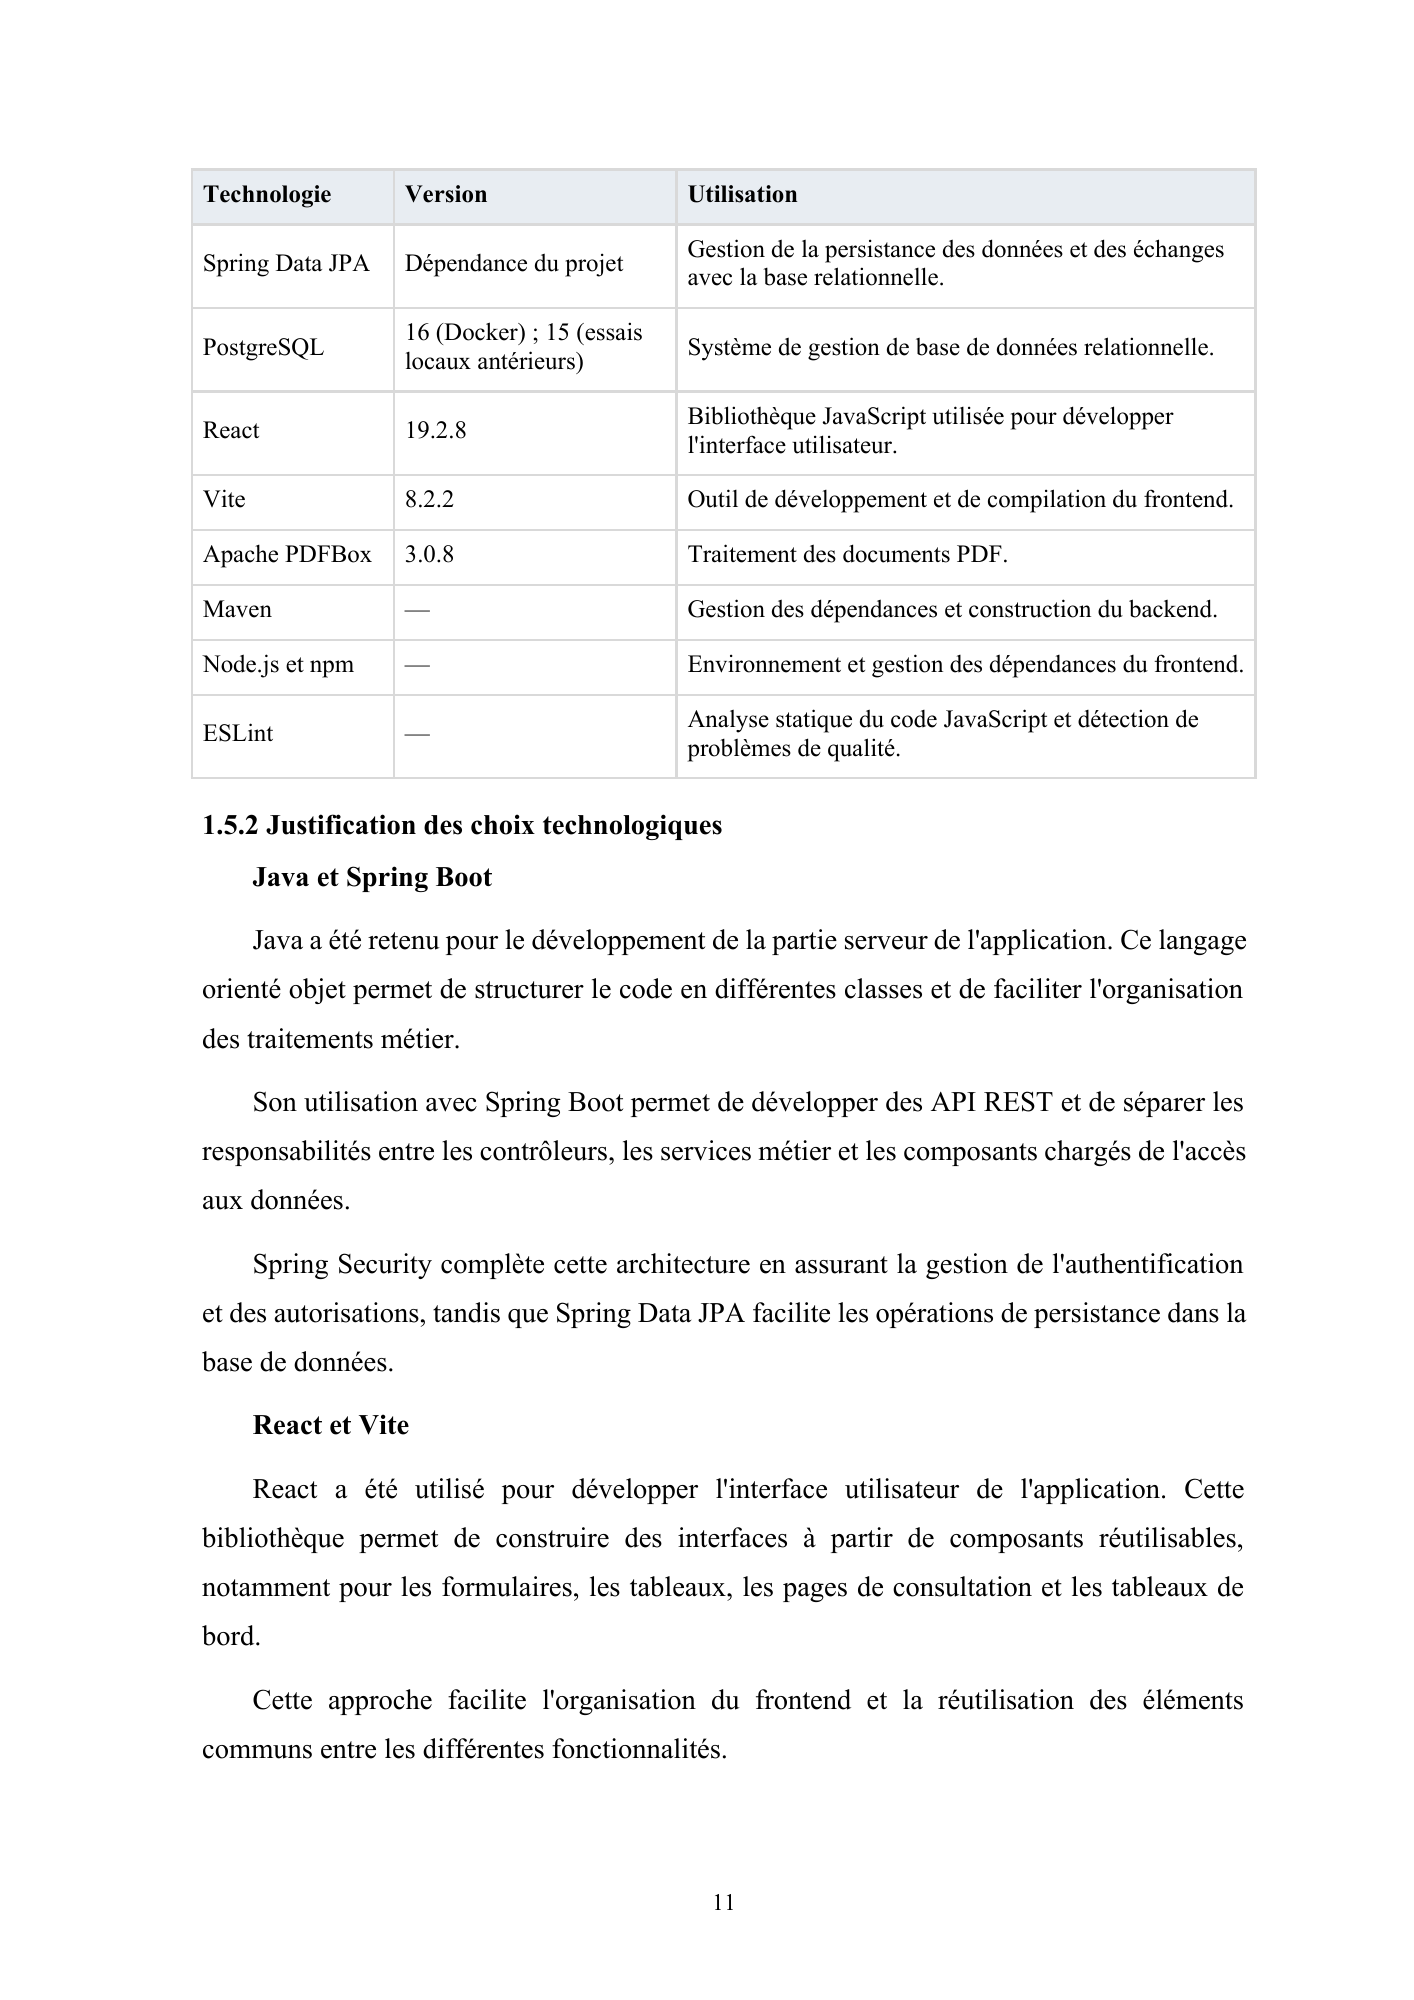 Technologie Version Utilisation
Spring Data JPA Dépendance du projet Gestion de la persistance des données et des échanges
avec la base relationnelle.
PostgreSQL 16 (Docker) ; 15 (essais
locaux antérieurs) Système de gestion de base de données relationnelle.
React 19.2.8 Bibliothèque JavaScript utilisée pour développer
l'interface utilisateur.
Vite 8.2.2 Outil de développement et de compilation du frontend.
Apache PDFBox 3.0.8 Traitement des documents PDF.
Maven — Gestion des dépendances et construction du backend.
Node.js et npm — Environnement et gestion des dépendances du frontend.
ESLint — Analyse statique du code JavaScript et détection de
problèmes de qualité.
1.5.2 Justification des choix technologiques
Java et Spring Boot
Java a été retenu pour le développement de la partie serveur de l'application. Ce langage
orienté objet permet de structurer le code en différentes classes et de faciliter l'organisation
des traitements métier.
Son utilisation avec Spring Boot permet de développer des API REST et de séparer les
responsabilités entre les contrôleurs, les services métier et les composants chargés de l'accès
aux données.
Spring Security complète cette architecture en assurant la gestion de l'authentification
et des autorisations, tandis que Spring Data JPA facilite les opérations de persistance dans la
base de données.
React et Vite
React a été utilisé pour développer l'interface utilisateur de l'application. Cette
bibliothèque permet de construire des interfaces à partir de composants réutilisables,
notamment pour les formulaires, les tableaux, les pages de consultation et les tableaux de
bord.
Cette approche facilite l'organisation du frontend et la réutilisation des éléments
communs entre les différentes fonctionnalités.
11